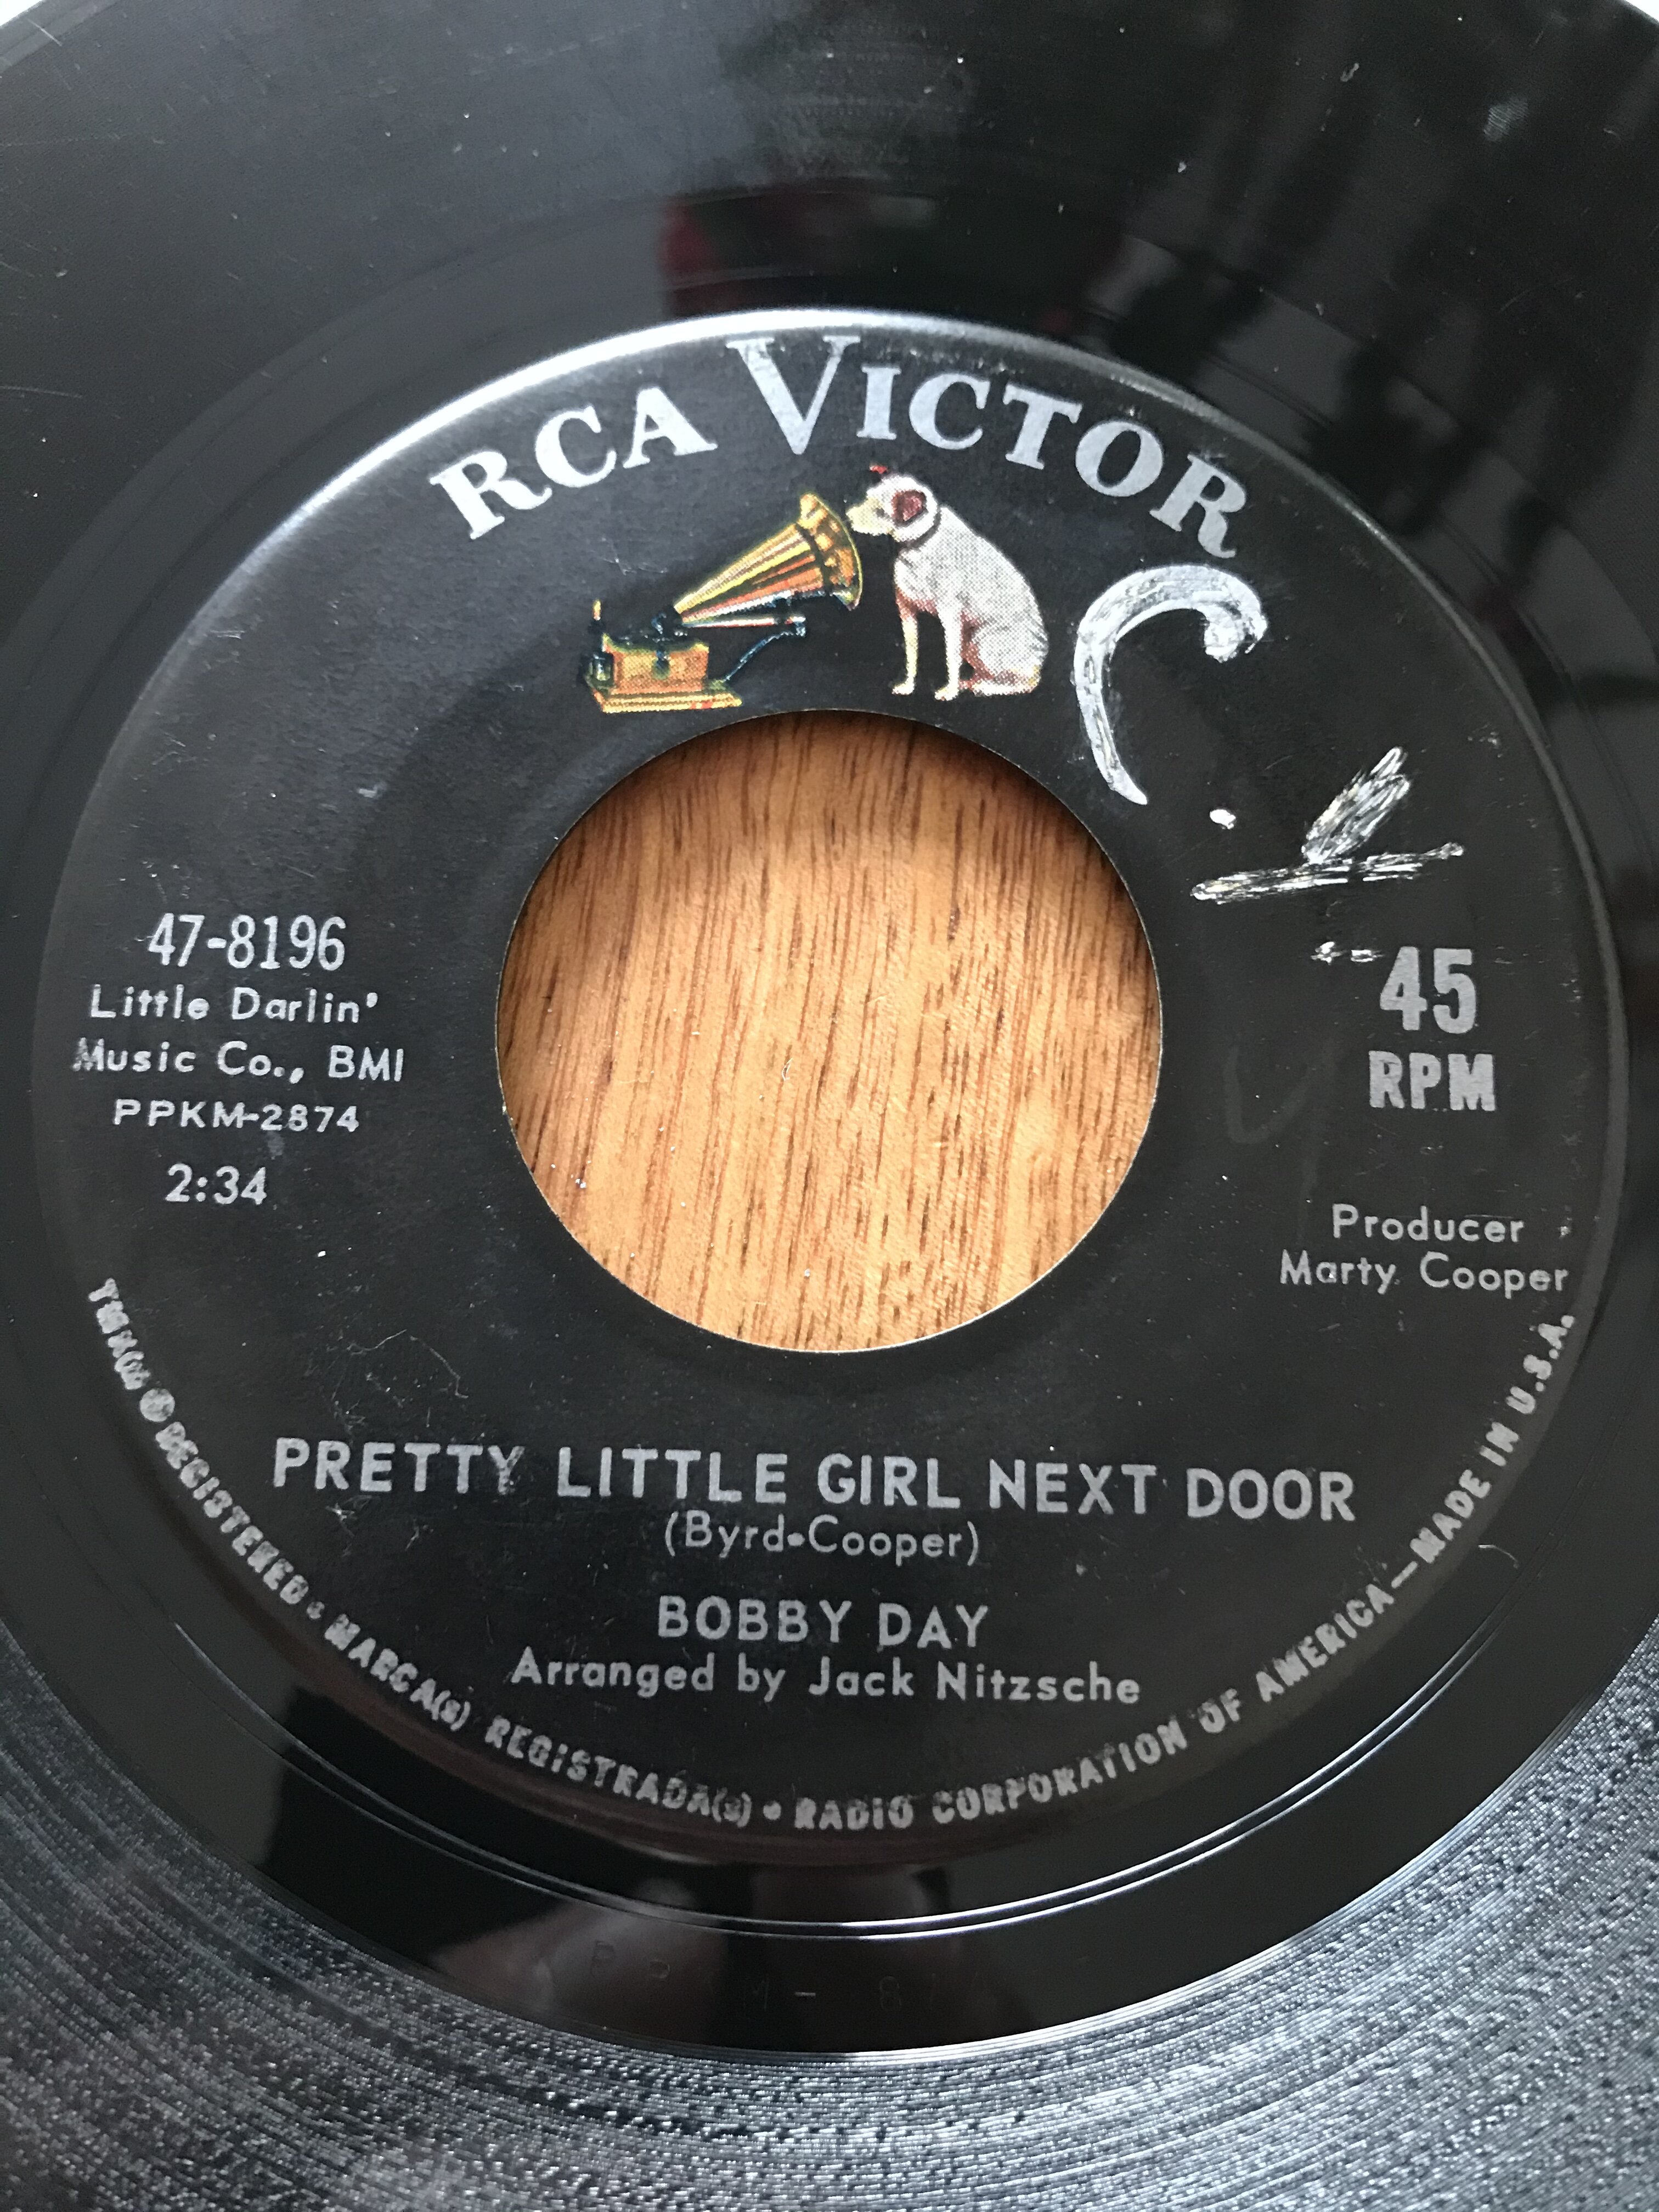 RCA VICTOR
47-8196
Little Darlin'
Music Co., BMI
PPKM-2874
2:34
45
RPM
Producer
Marty Cooper
PRETTY LITTLE GIRL NEXT DOOR
(Byrd-Cooper)
BOBBY DAY
Arranged by Jack Nitzsche
TMK(s) ® REGISTERED • MARCA(s) REGISTRADA(s) • RADIO CORPORATION OF AMERICA—MADE IN U.S.A.